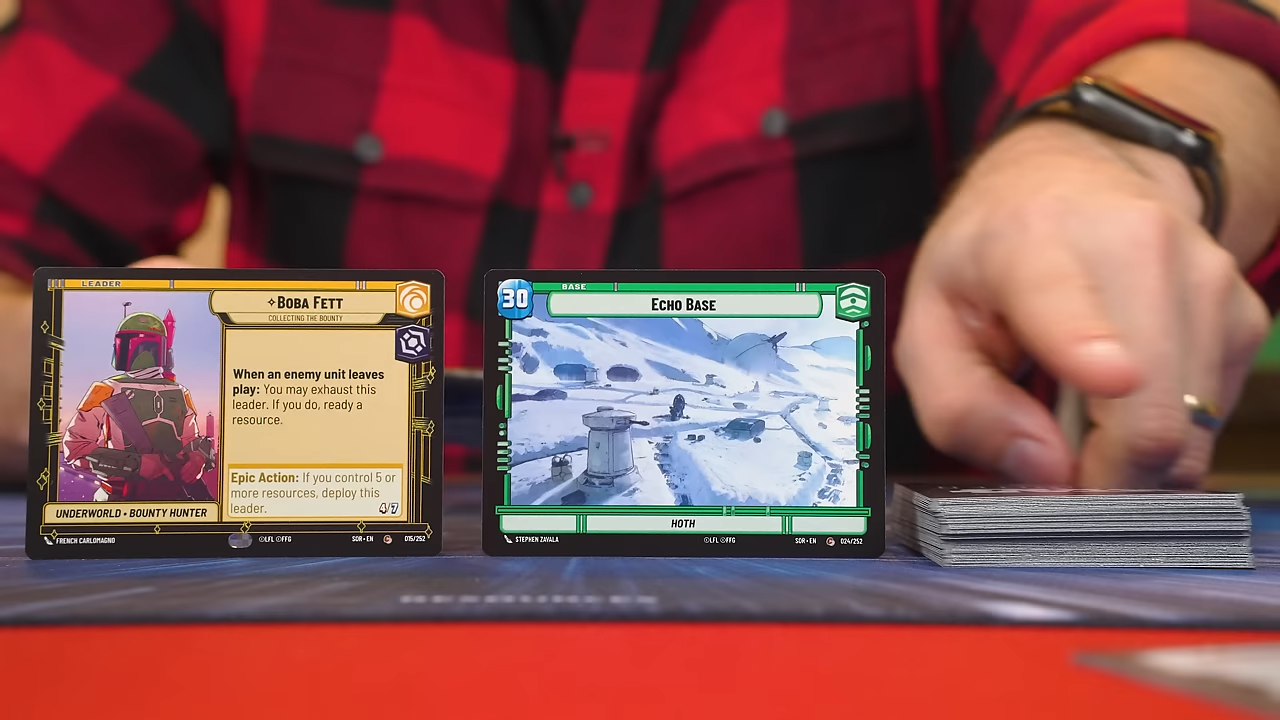 LEADER
BOBA FETT
COLLECTING THE BOUNTY
When an enemy unit leaves
play: You may exhaust this
leader. If you do, ready a
resource.
Epic Action: If you control 5 or
more resources, deploy this
leader.
4/7
UNDERWORLD • BOUNTY HUNTER
FRENCH CARLOMAGNO
©LFL ©FFG
SOR • EN
C
015/252
30
BASE
ECHO BASE
HOTH
STEPHEN ZAVALA
©LFL ©FFG
SOR • EN
C
024/252
RESOURCES